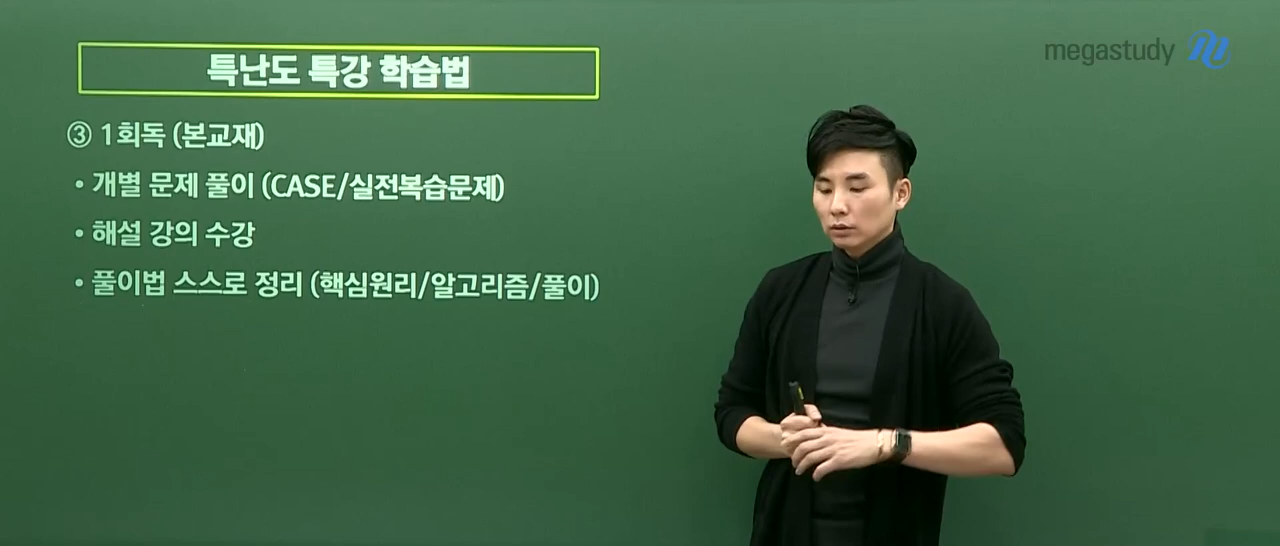 megastudy
특난도 특강 학습법
③ 1회독 (본교재)
• 개별 문제 풀이 (CASE/실전복습문제)
• 해설 강의 수강
• 풀이법 스스로 정리 (핵심원리/알고리즘/풀이)